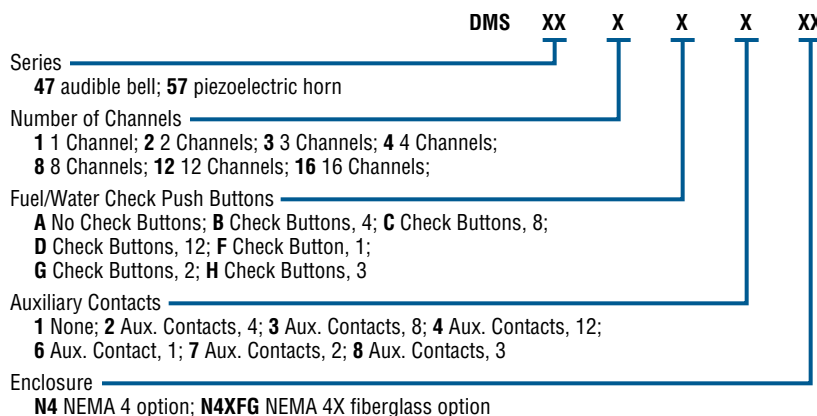 DMS XX X X X XX
Series
47 audible bell; 57 piezoelectric horn
Number of Channels
1 1 Channel; 2 2 Channels; 3 3 Channels; 4 4 Channels;
8 8 Channels; 12 12 Channels; 16 16 Channels;
Fuel/Water Check Push Buttons
A No Check Buttons; B Check Buttons, 4; C Check Buttons, 8;
D Check Buttons, 12; F Check Button, 1;
G Check Buttons, 2; H Check Buttons, 3
Auxiliary Contacts
1 None; 2 Aux. Contacts, 4; 3 Aux. Contacts, 8; 4 Aux. Contacts, 12;
6 Aux. Contact, 1; 7 Aux. Contacts, 2; 8 Aux. Contacts, 3
Enclosure
N4 NEMA 4 option; N4XFG NEMA 4X fiberglass option